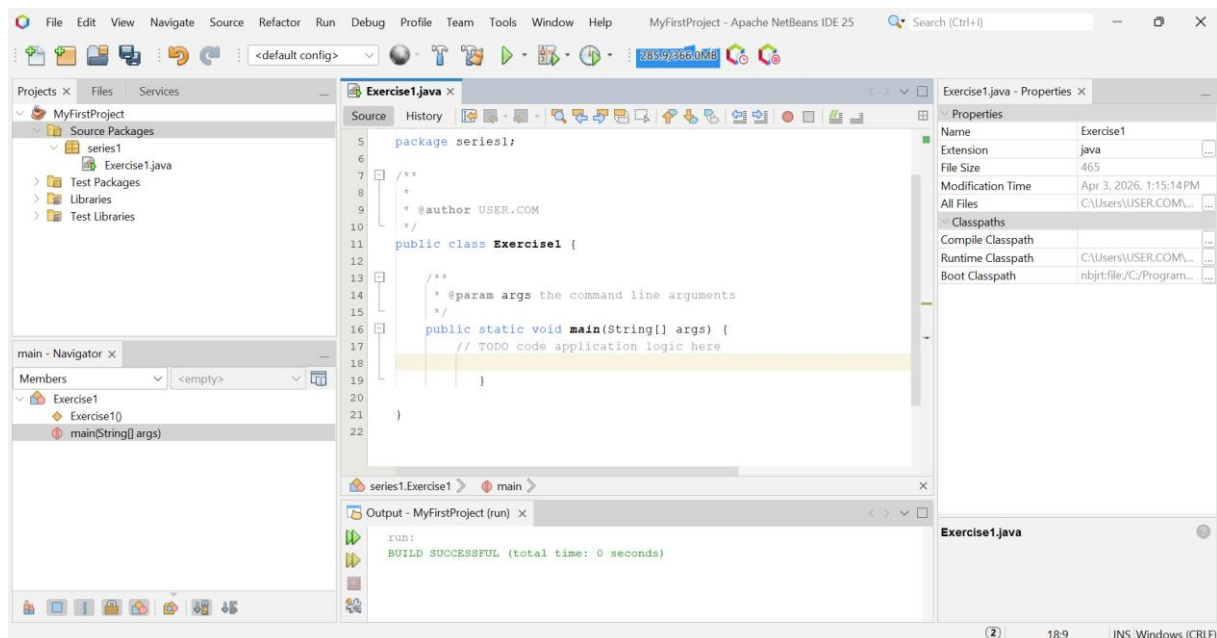 File Edit View Navigate Source Refactor Run Debug Profile Team Tools Window Help MyFirstProject - Apache NetBeans IDE 25 Search (Ctrl+I)
<default config> 285.9/366.0MB
Projects Files Services
MyFirstProject
Source Packages
series1
Exercise1.java
Test Packages
Libraries
Test Libraries
main - Navigator
Members <empty>
Exercise1
Exercise1()
main(String[] args)
Exercise1.java
Source History
5 package series1;
6
7 /**
8 *
9 * @author USER.COM
10 */
11 public class Exercise1 {
12
13 /**
14 * @param args the command line arguments
15 */
16 public static void main(String[] args) {
17 // TODO code application logic here
18
19 }
20
21 }
22
series1.Exercise1 main
Output - MyFirstProject (run)
run:
BUILD SUCCESSFUL (total time: 0 seconds)
Exercise1.java - Properties
Properties
Name Exercise1
Extension java ...
File Size 465
Modification Time Apr 3, 2026, 1:15:14 PM
All Files C:\Users\USER.COM\... ...
Classpaths
Compile Classpath ...
Runtime Classpath C:\Users\USER.COM\... ...
Boot Classpath nbjrt:file:/C:/Program... ...
Exercise1.java
2 18:9 INS Windows (CRLF)